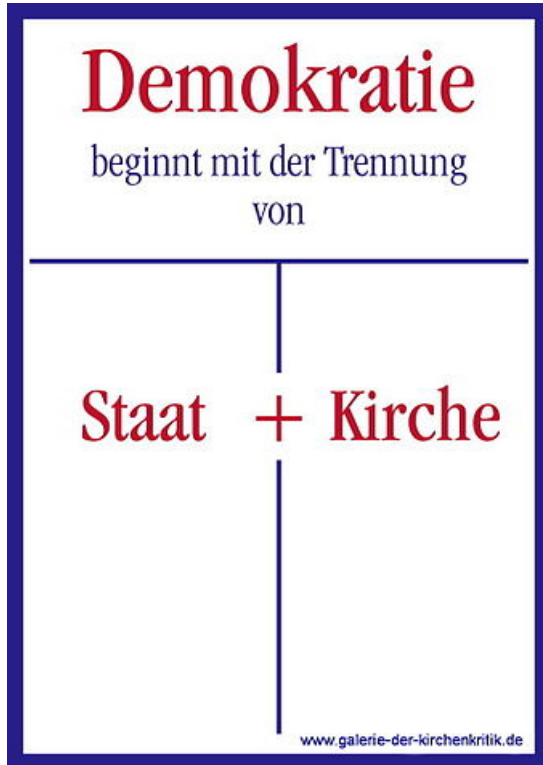 Demokratie
beginnt mit der Trennung
von
Staat + Kirche
www.galerie-der-kirchenkritik.de